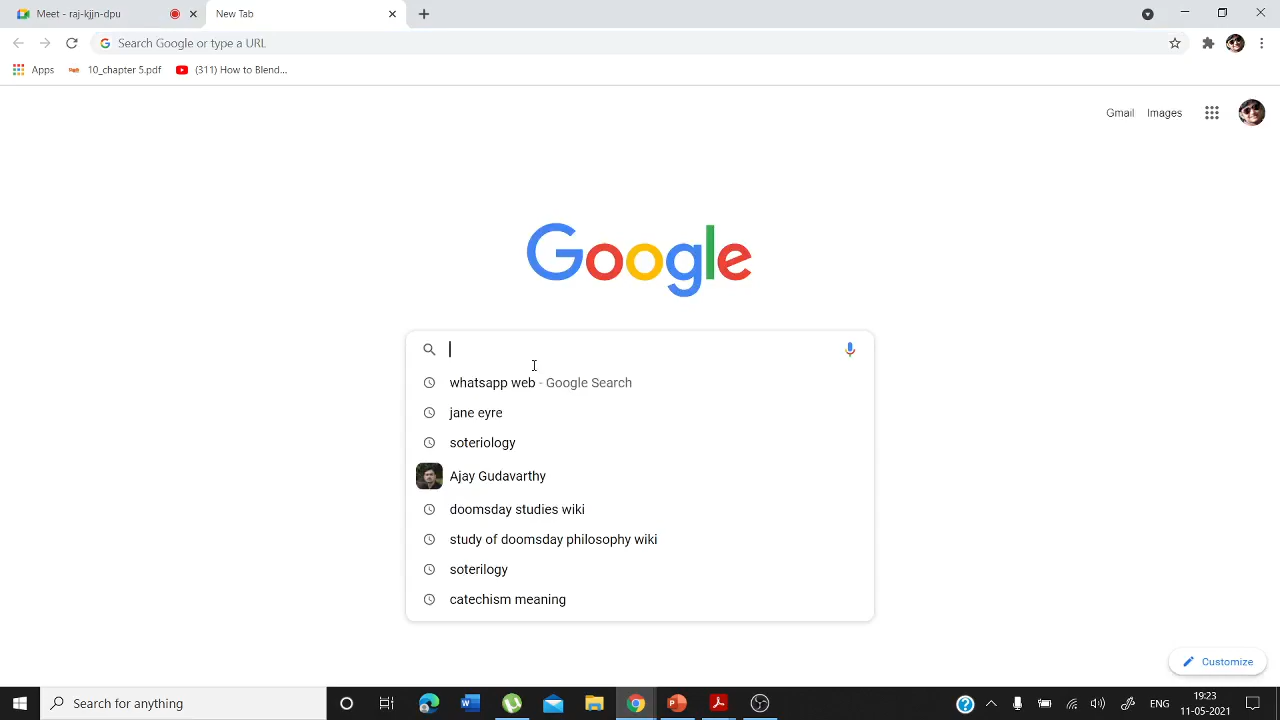 Meet - raj-kjjn-dpu
New Tab
Search Google or type a URL
Apps
10_chapter 5.pdf
(311) How to Blend...
Gmail
Images
Google
whatsapp web - Google Search
jane eyre
soteriology
Ajay Gudavarthy
doomsday studies wiki
study of doomsday philosophy wiki
soterilogy
catechism meaning
Customize
Search for anything
ENG
19:23
11-05-2021